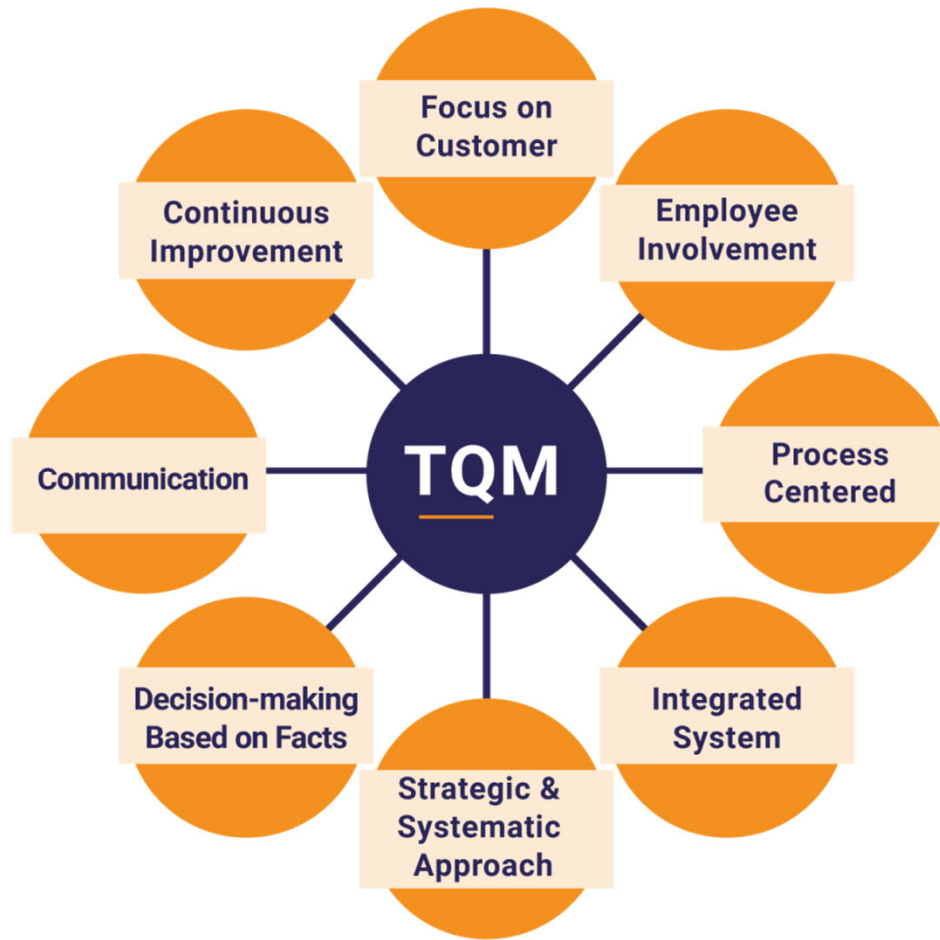 Focus on
Customer
Employee
Involvement
Process
Centered
Integrated
System
Strategic &
Systematic
Approach
Decision-making
Based on Facts
Communication
Continuous
Improvement
TQM